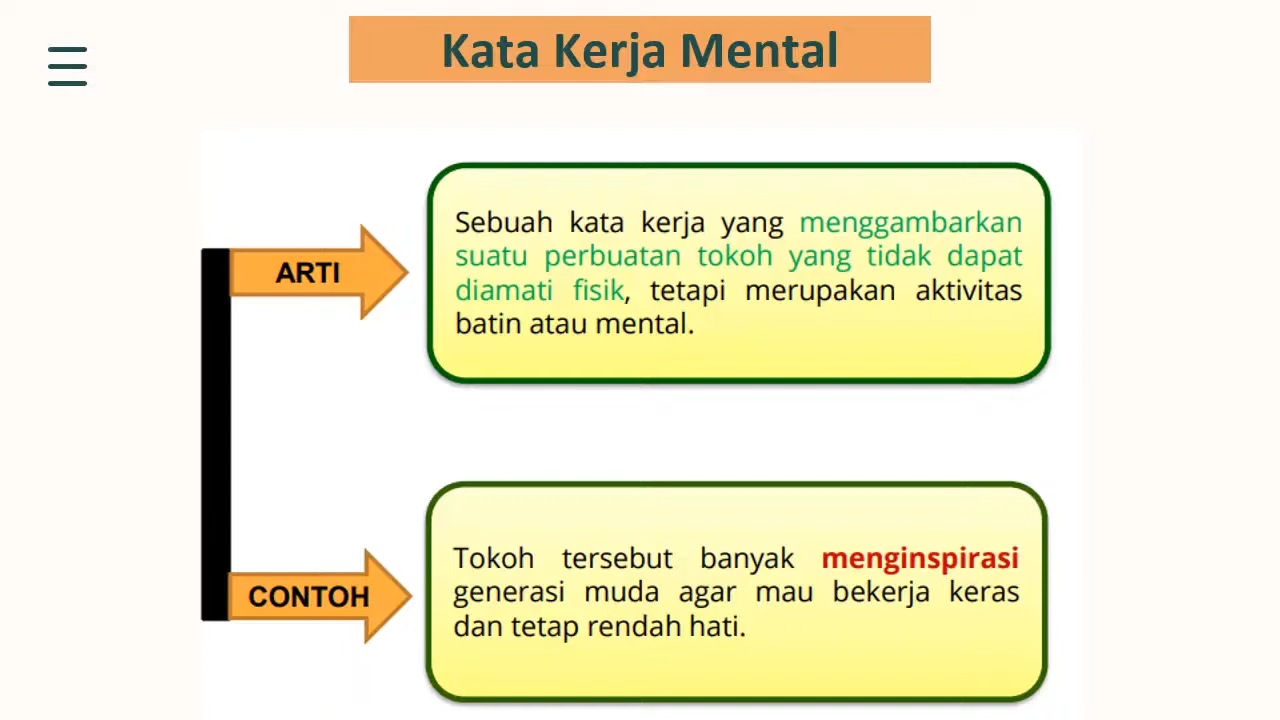 Kata Kerja Mental
ARTI
Sebuah kata kerja yang menggambarkan
suatu perbuatan tokoh yang tidak dapat
diamati fisik, tetapi merupakan aktivitas
batin atau mental.
CONTOH
Tokoh tersebut banyak menginspirasi
generasi muda agar mau bekerja keras
dan tetap rendah hati.